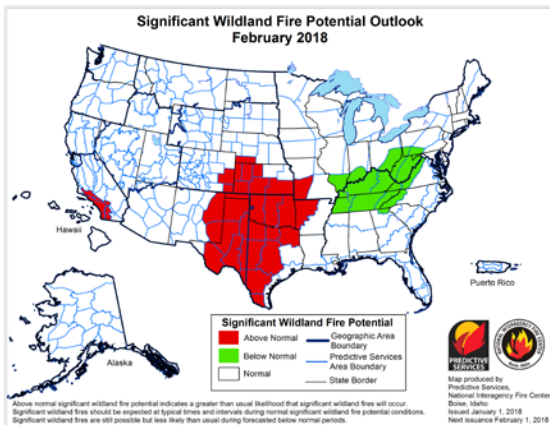 Significant Wildland Fire Potential Outlook
February 2018
Hawaii
Puerto Rico
Alaska
Significant Wildland Fire Potential
Above Normal
Below Normal
Normal
Geographic Area
Boundary
Predictive Services
Area Boundary
State Border
PREDICTIVE
SERVICES
NATIONAL INTERAGENCY FIRE CENTER
Map produced by
Predictive Services,
National Interagency Fire Center
Boise, Idaho
Issued January 1, 2018
Next issuance February 1, 2018
Above normal significant wildland fire potential indicates a greater than usual likelihood that significant wildland fires will occur.
Significant wildland fires should be expected at typical times and intervals during normal significant wildland fire potential conditions.
Significant wildland fires are still possible but less likely than usual during forecasted below normal periods.